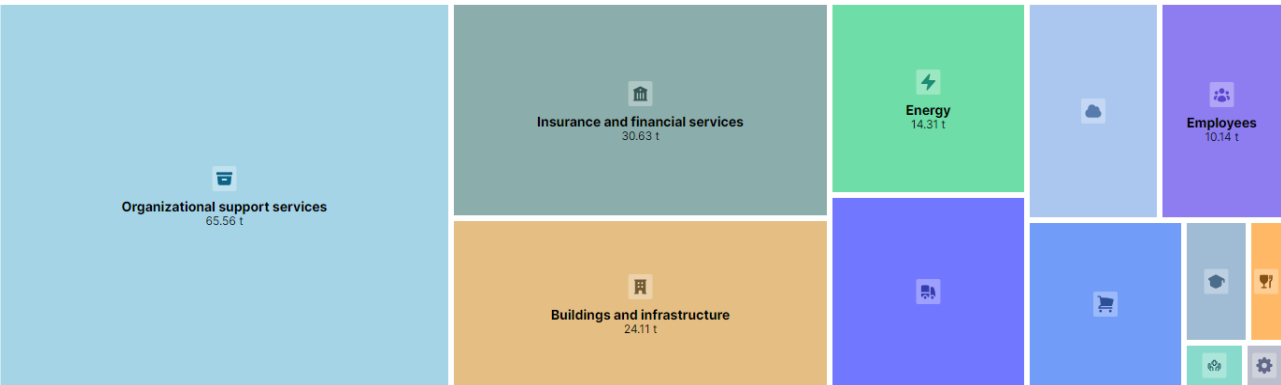 Organizational support services
65.56 t
Insurance and financial services
30.63 t
Buildings and infrastructure
24.11 t
Energy
14.31 t
Employees
10.14 t